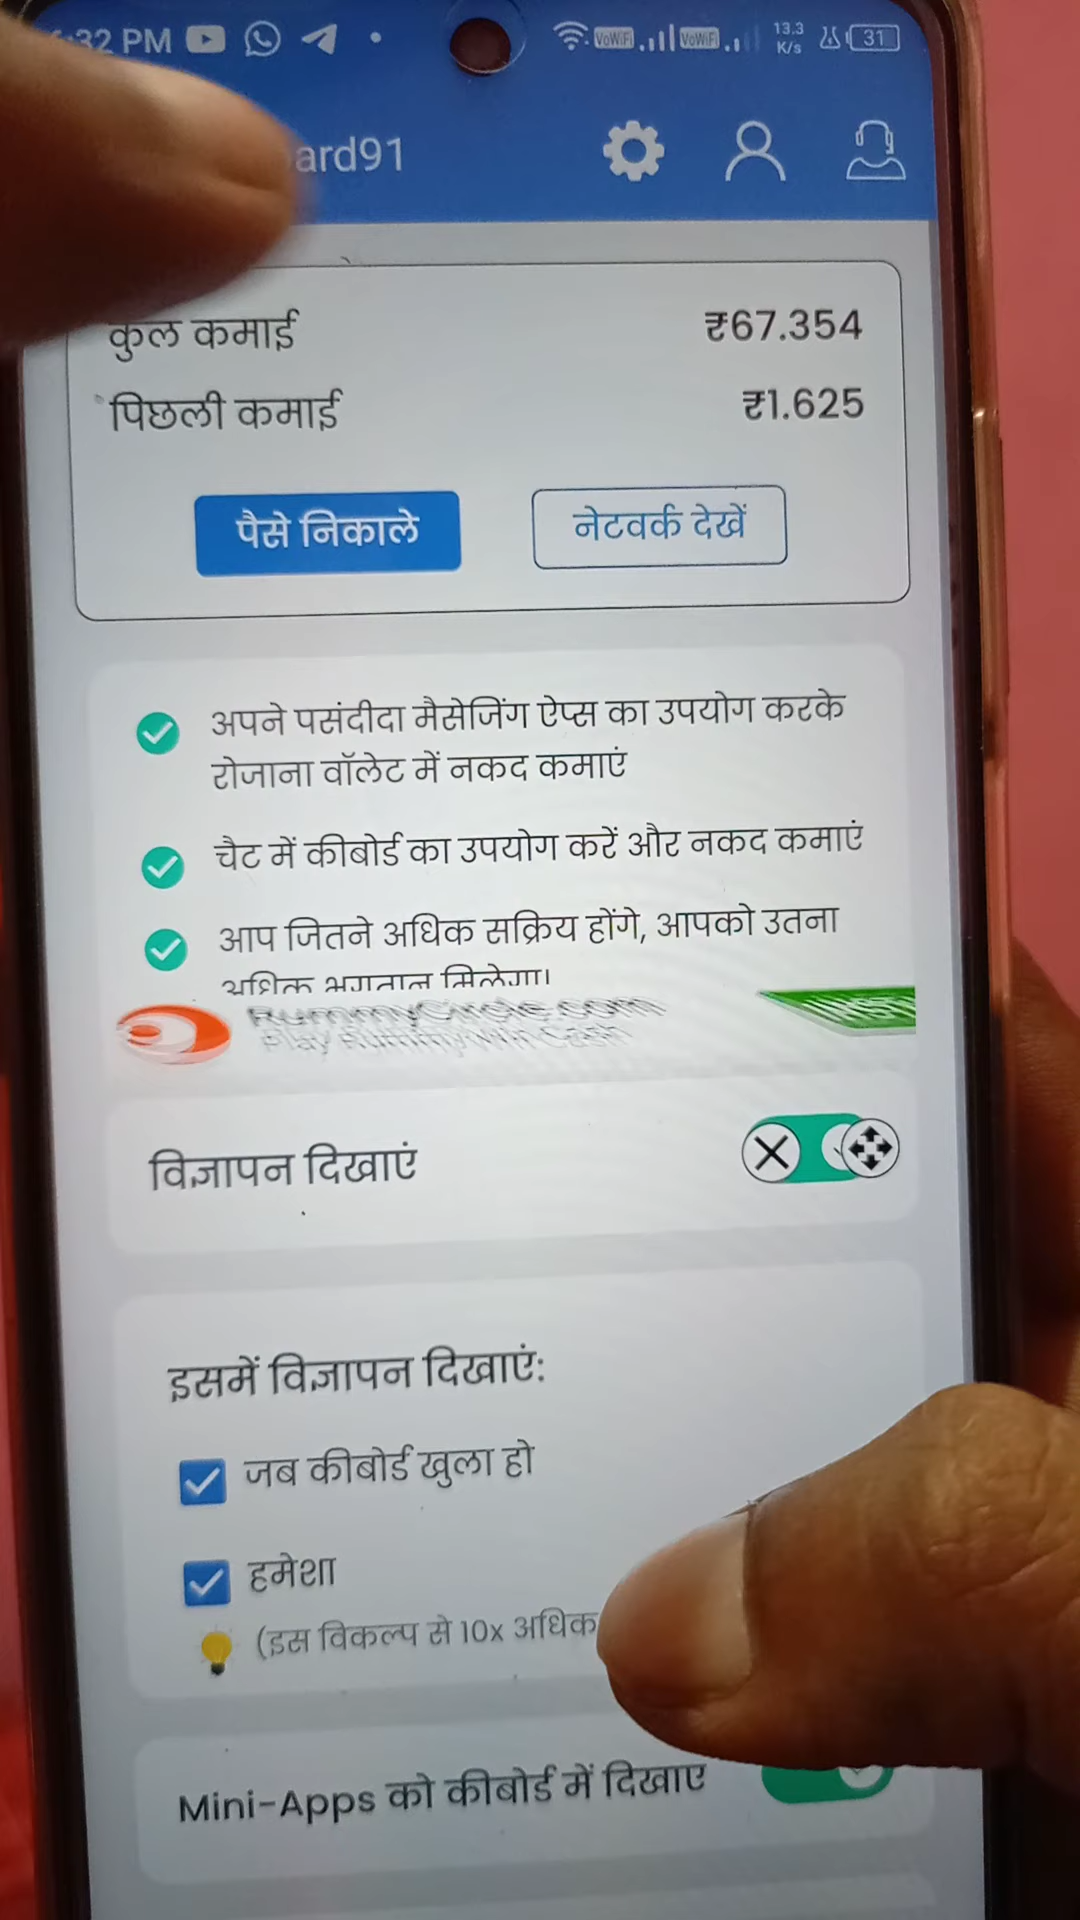 32 PM VoWiFi VoWiFi 13.3 K/s 31
ard91
कुल कमाई ₹67.354
पिछली कमाई ₹1.625
पैसे निकाले नेटवर्क देखें
अपने पसंदीदा मैसेजिंग ऐप्स का उपयोग करके
रोजाना वॉलेट में नकद कमाएं
चैट में कीबोर्ड का उपयोग करें और नकद कमाएं
आप जितने अधिक सक्रिय होंगे, आपको उतना
अधिक भुगतान मिलेगा।
RummyCircle.com
Play Rummy Win Cash
विज्ञापन दिखाएं
इसमें विज्ञापन दिखाएं:
जब कीबोर्ड खुला हो
हमेशा
(इस विकल्प से 10x अधिक
Mini-Apps को कीबोर्ड में दिखाए